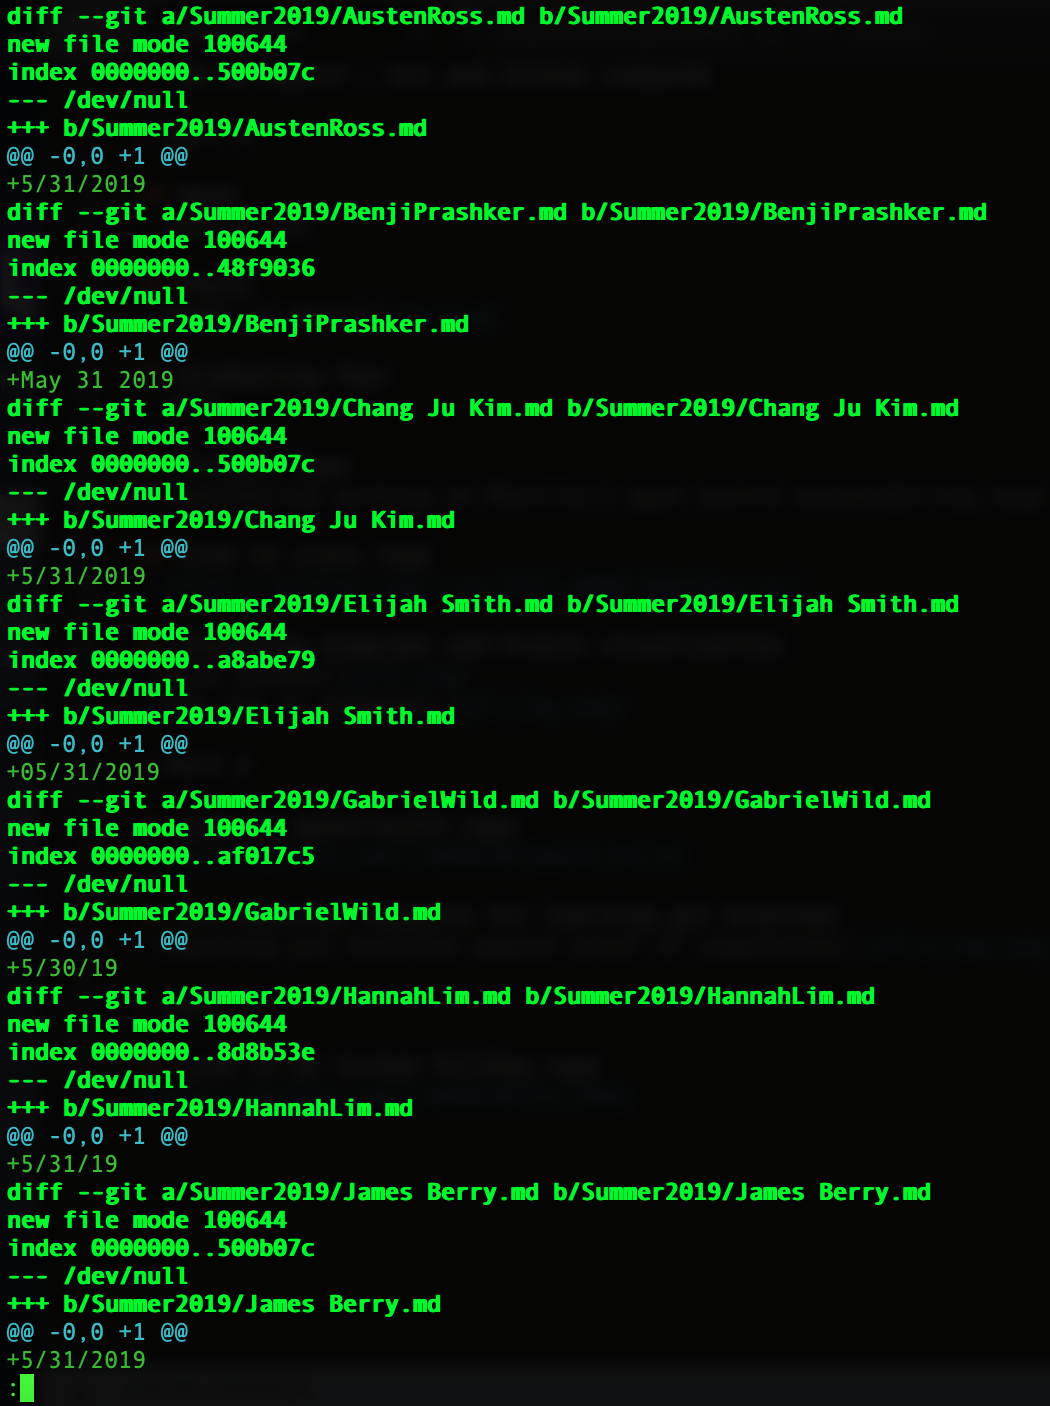 diff --git a/Summer2019/AustenRoss.md b/Summer2019/AustenRoss.md
new file mode 100644
index 0000000..500b07c
--- /dev/null
+++ b/Summer2019/AustenRoss.md
@@ -0,0 +1 @@
+5/31/2019
diff --git a/Summer2019/BenjiPrashker.md b/Summer2019/BenjiPrashker.md
new file mode 100644
index 0000000..48f9036
--- /dev/null
+++ b/Summer2019/BenjiPrashker.md
@@ -0,0 +1 @@
+May 31 2019
diff --git a/Summer2019/Chang Ju Kim.md b/Summer2019/Chang Ju Kim.md
new file mode 100644
index 0000000..500b07c
--- /dev/null
+++ b/Summer2019/Chang Ju Kim.md
@@ -0,0 +1 @@
+5/31/2019
diff --git a/Summer2019/Elijah Smith.md b/Summer2019/Elijah Smith.md
new file mode 100644
index 0000000..a8abe79
--- /dev/null
+++ b/Summer2019/Elijah Smith.md
@@ -0,0 +1 @@
+05/31/2019
diff --git a/Summer2019/GabrielWild.md b/Summer2019/GabrielWild.md
new file mode 100644
index 0000000..af017c5
--- /dev/null
+++ b/Summer2019/GabrielWild.md
@@ -0,0 +1 @@
+5/30/19
diff --git a/Summer2019/HannahLim.md b/Summer2019/HannahLim.md
new file mode 100644
index 0000000..8d8b53e
--- /dev/null
+++ b/Summer2019/HannahLim.md
@@ -0,0 +1 @@
+5/31/19
diff --git a/Summer2019/James Berry.md b/Summer2019/James Berry.md
new file mode 100644
index 0000000..500b07c
--- /dev/null
+++ b/Summer2019/James Berry.md
@@ -0,0 +1 @@
+5/31/2019
: